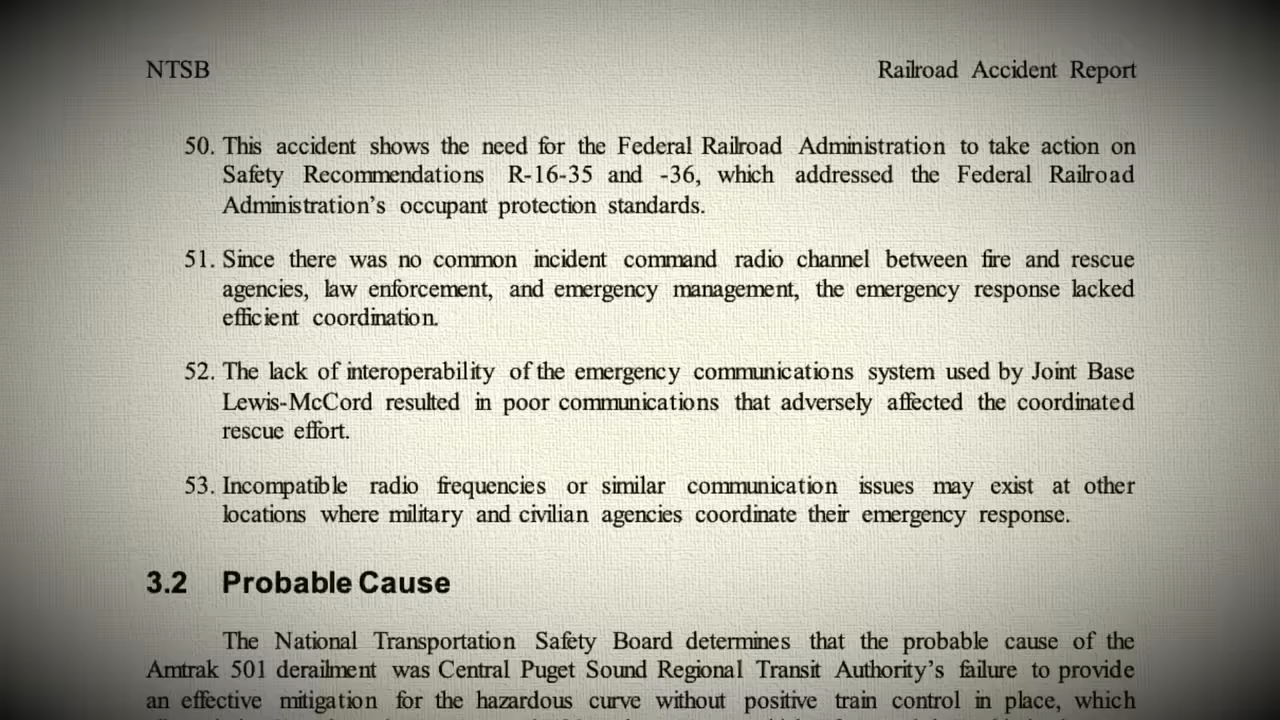 NTSB Railroad Accident Report
50. This accident shows the need for the Federal Railroad Administration to take action on
Safety Recommendations R-16-35 and -36, which addressed the Federal Railroad
Administration's occupant protection standards.
51. Since there was no common incident command radio channel between fire and rescue
agencies, law enforcement, and emergency management, the emergency response lacked
efficient coordination.
52. The lack of interoperability of the emergency communications system used by Joint Base
Lewis-McCord resulted in poor communications that adversely affected the coordinated
rescue effort.
53. Incompatible radio frequencies or similar communication issues may exist at other
locations where military and civilian agencies coordinate their emergency response.
3.2 Probable Cause
The National Transportation Safety Board determines that the probable cause of the
Amtrak 501 derailment was Central Puget Sound Regional Transit Authority's failure to provide
an effective mitigation for the hazardous curve without positive train control in place, which